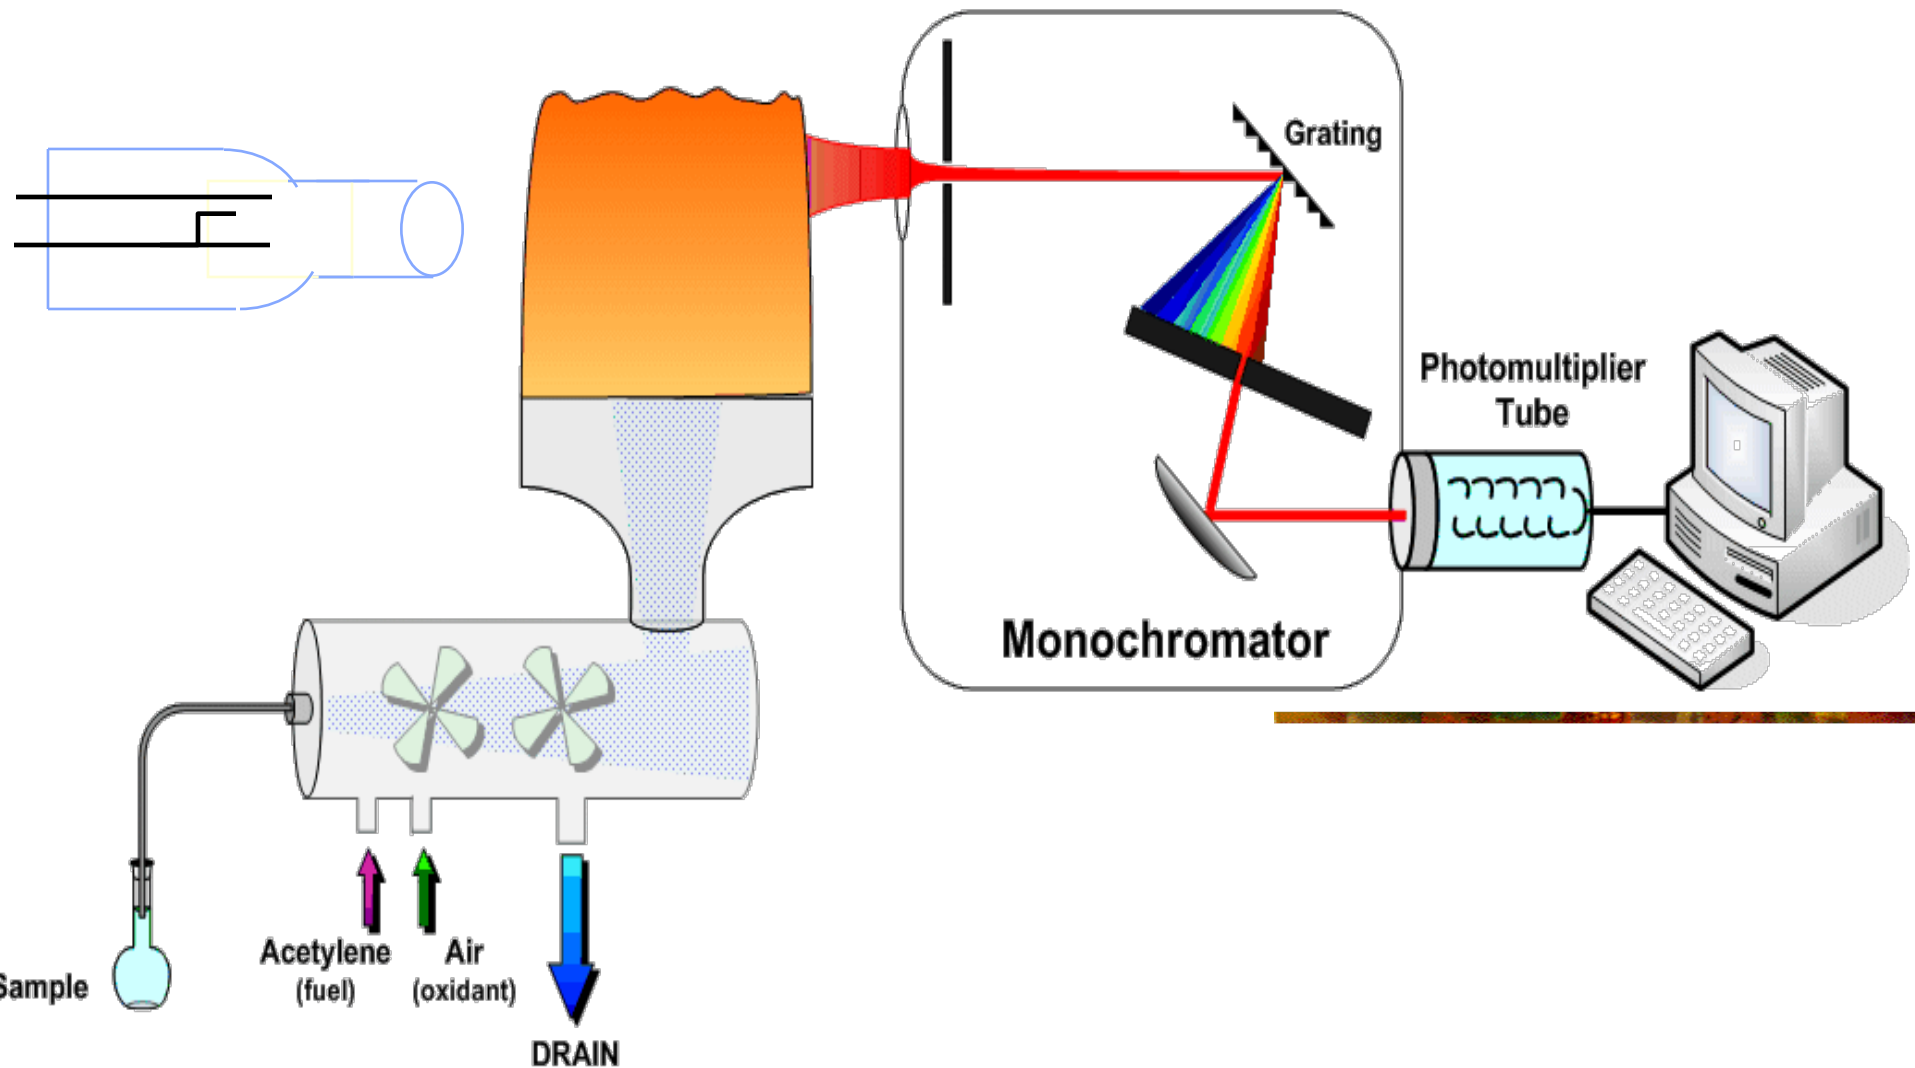 Grating
Photomultiplier
Tube
Monochromator
Acetylene
(fuel)
Air
(oxidant)
Sample
DRAIN